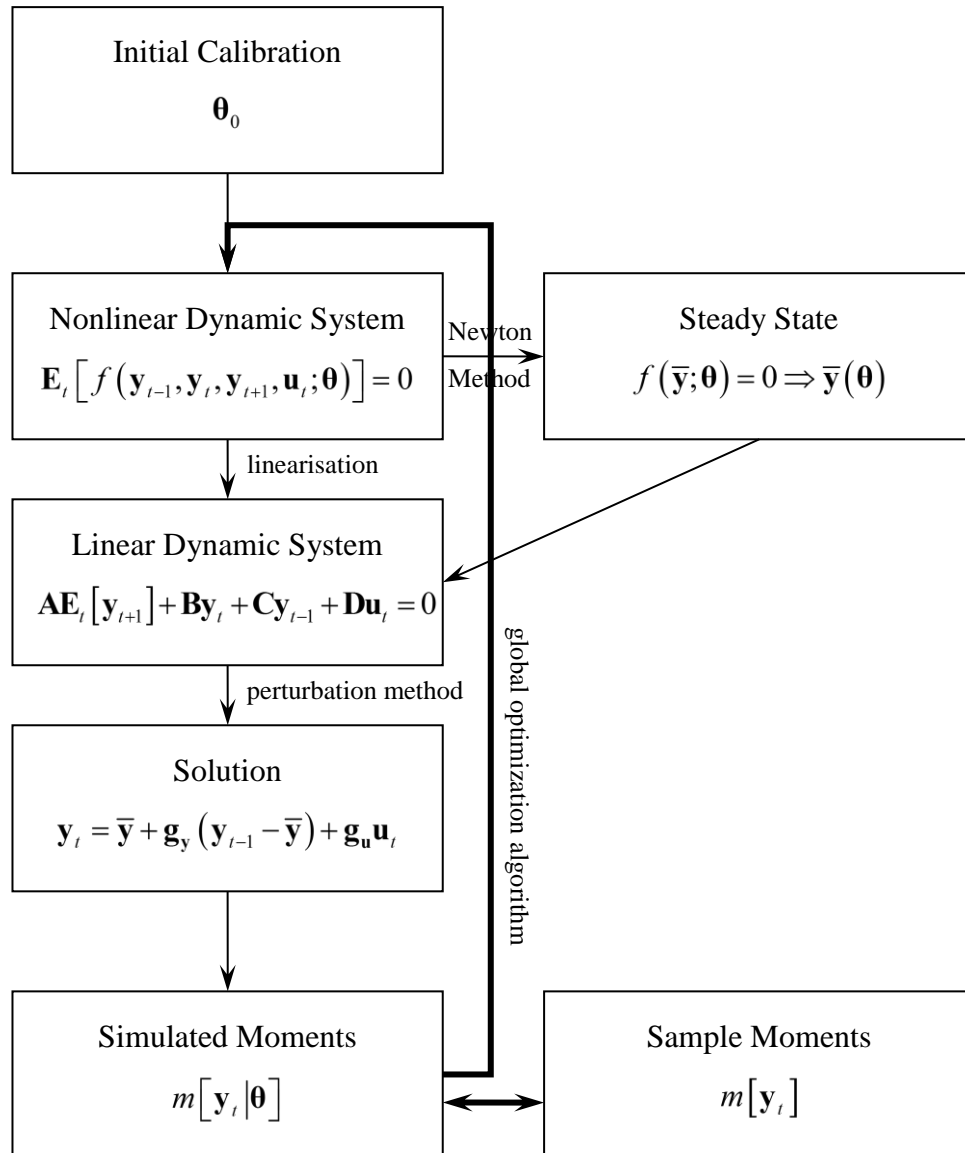 Initial Calibration
𝛉₀
Nonlinear Dynamic System
𝐄ₜ[f(𝐲ₜ₋₁, 𝐲ₜ, 𝐲ₜ₊₁, 𝐮ₜ; 𝛉)] = 0
Newton
Method
Steady State
f(𝐲̅; 𝛉) = 0 ⇒ 𝐲̅(𝛉)
linearisation
Linear Dynamic System
𝐀𝐄ₜ[𝐲ₜ₊₁] + 𝐁𝐲ₜ + 𝐂𝐲ₜ₋₁ + 𝐃𝐮ₜ = 0
perturbation method
global optimization algorithm
Solution
𝐲ₜ = 𝐲̅ + 𝐠_𝐲(𝐲ₜ₋₁ − 𝐲̅) + 𝐠_𝐮𝐮ₜ
Simulated Moments
m[𝐲ₜ|𝛉]
Sample Moments
m[𝐲ₜ]